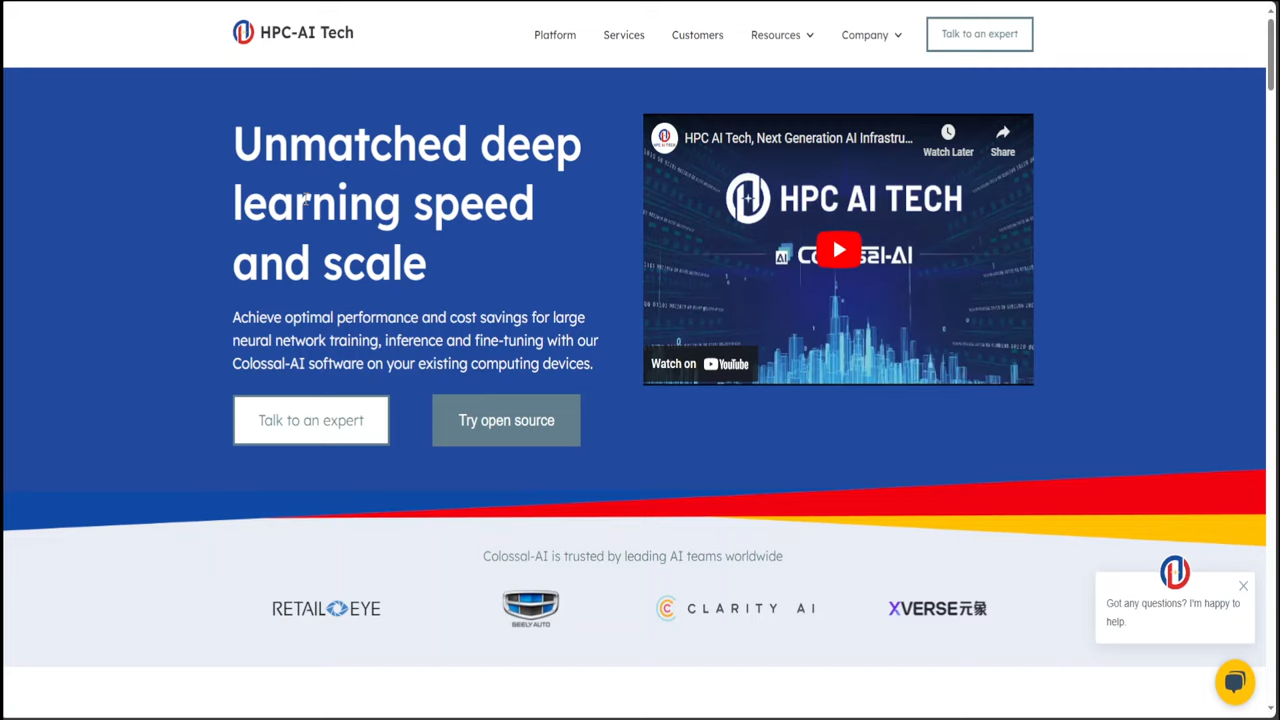 HPC-AI Tech
Platform
Services
Customers
Resources
Company
Talk to an expert
Unmatched deep
learning speed
and scale
Achieve optimal performance and cost savings for large
neural network training, inference and fine-tuning with our
Colossal-AI software on your existing computing devices.
Talk to an expert
Try open source
HPC AI Tech, Next Generation AI Infrastru...
Watch Later
Share
HPC AI TECH
Watch on
YouTube
Colossal-AI is trusted by leading AI teams worldwide
RETAIL EYE
GEELY AUTO
CLARITY AI
XVERSE元象
Got any questions? I'm happy to
help.